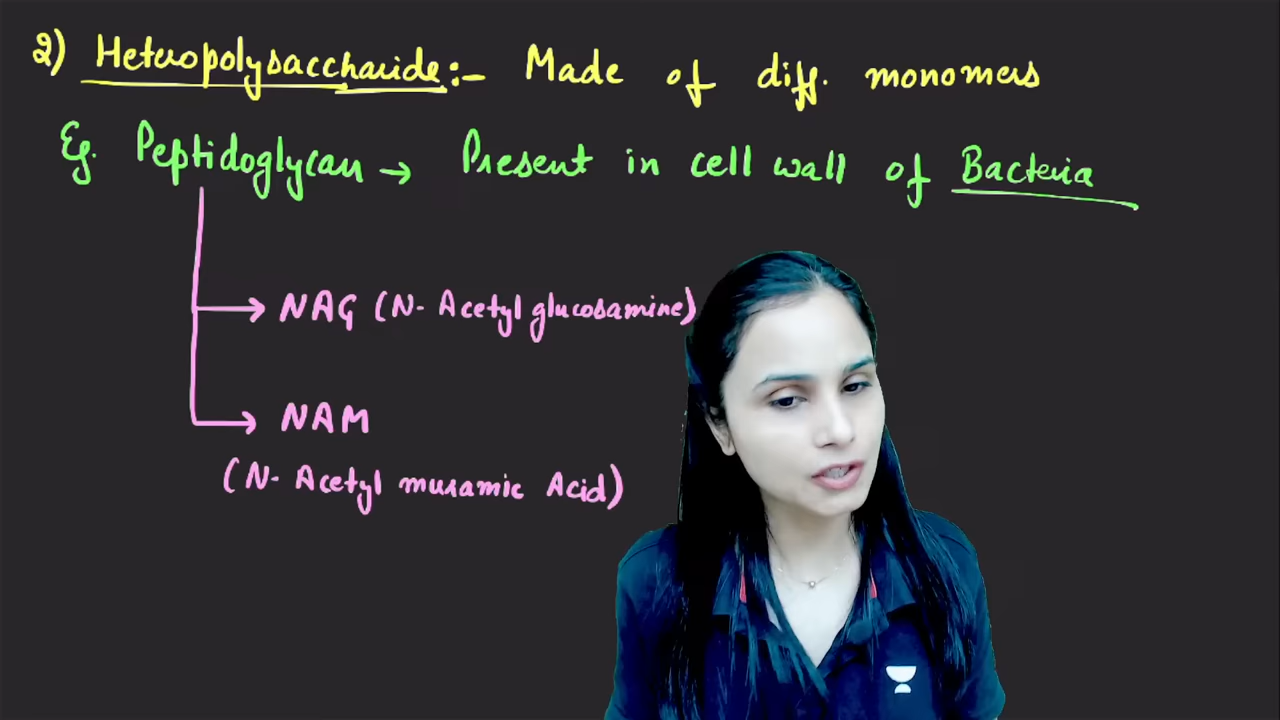 2) Heteropolysaccharide:- Made of diff. monomers
Eg. Peptidoglycan → Present in cell wall of Bacteria
NAG (N- Acetyl glucosamine)
NAM
(N- Acetyl muramic Acid)